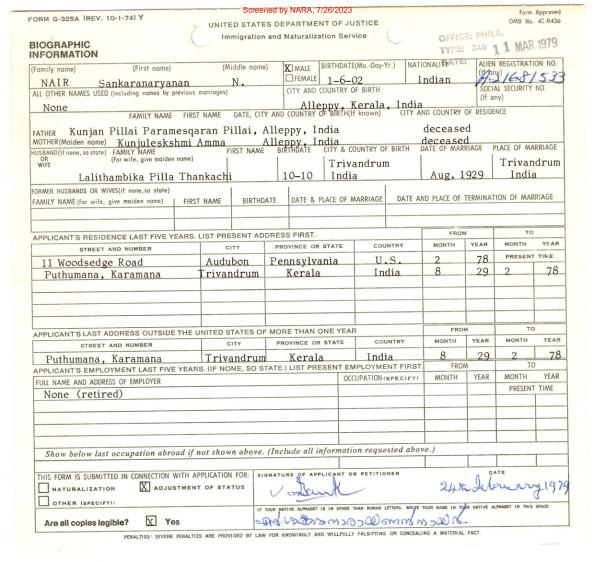 Screened by NARA, 7/26/2023
FORM G-325A (REV. 10-1-74) Y
UNITED STATES DEPARTMENT OF JUSTICE
Form Approved
OMB No. 4C.R436
Immigration and Naturalization Service
OFFICE: PHILA.
TYPE: 246
11 MAR 1979
DATE:
BIOGRAPHIC
INFORMATION
(Family name) (First name) (Middle name)
NAIR Sankaranaryanan N.
X MALE
FEMALE
BIRTHDATE(Mo.-Day-Yr.)
1-6-02
NATIONALITY
Indian
ALIEN REGISTRATION NO.
(If any)
A21681533
ALL OTHER NAMES USED (Including names by previous marriages)
None
CITY AND COUNTRY OF BIRTH
Alleppy, Kerala, India
SOCIAL SECURITY NO.
(If any)
FAMILY NAME FIRST NAME DATE, CITY AND COUNTRY OF BIRTH(If known) CITY AND COUNTRY OF RESIDENCE
FATHER Kunjan Pillai Paramesqaran Pillai, Alleppy, India deceased
MOTHER(Maiden name) Kunjuleskshmi Amma Alleppy, India deceased
HUSBAND(If none, so state) FAMILY NAME FIRST NAME BIRTHDATE CITY & COUNTRY OF BIRTH DATE OF MARRIAGE PLACE OF MARRIAGE
OR (For wife, give maiden name)
WIFE
Lalithambika Pilla Thankachi 10-10 Trivandrum India Aug. 1929 Trivandrum India
FORMER HUSBANDS OR WIVES(if none,so state)
FAMILY NAME (For wife, give maiden name) FIRST NAME BIRTHDATE DATE & PLACE OF MARRIAGE DATE AND PLACE OF TERMINATION OF MARRIAGE
APPLICANT'S RESIDENCE LAST FIVE YEARS. LIST PRESENT ADDRESS FIRST. FROM TO
STREET AND NUMBER CITY PROVINCE OR STATE COUNTRY MONTH YEAR MONTH YEAR
11 Woodsedge Road Audubon Pennsylvania U.S. 2 78 PRESENT TIME
Puthumana, Karamana Trivandrum Kerala India 8 29 2 78
APPLICANT'S LAST ADDRESS OUTSIDE THE UNITED STATES OF MORE THAN ONE YEAR FROM TO
STREET AND NUMBER CITY PROVINCE OR STATE COUNTRY MONTH YEAR MONTH YEAR
Puthumana, Karamana Trivandrum Kerala India 8 29 2 78
APPLICANT'S EMPLOYMENT LAST FIVE YEARS. (IF NONE, SO STATE.) LIST PRESENT EMPLOYMENT FIRST. FROM TO
FULL NAME AND ADDRESS OF EMPLOYER OCCUPATION (SPECIFY) MONTH YEAR MONTH YEAR
None (retired) PRESENT TIME
Show below last occupation abroad if not shown above. (Include all information requested above.)
THIS FORM IS SUBMITTED IN CONNECTION WITH APPLICATION FOR:
NATURALIZATION X ADJUSTMENT OF STATUS
OTHER (SPECIFY):
SIGNATURE OF APPLICANT OR PETITIONER DATE
24th February 1979
Are all copies legible? X Yes
IF YOUR NATIVE ALPHABET IS IN OTHER THAN ROMAN LETTERS, WRITE YOUR NAME IN YOUR NATIVE ALPHABET IN THIS SPACE:
PENALTIES: SEVERE PENALTIES ARE PROVIDED BY LAW FOR KNOWINGLY AND WILLFULLY FALSIFYING OR CONCEALING A MATERIAL FACT.